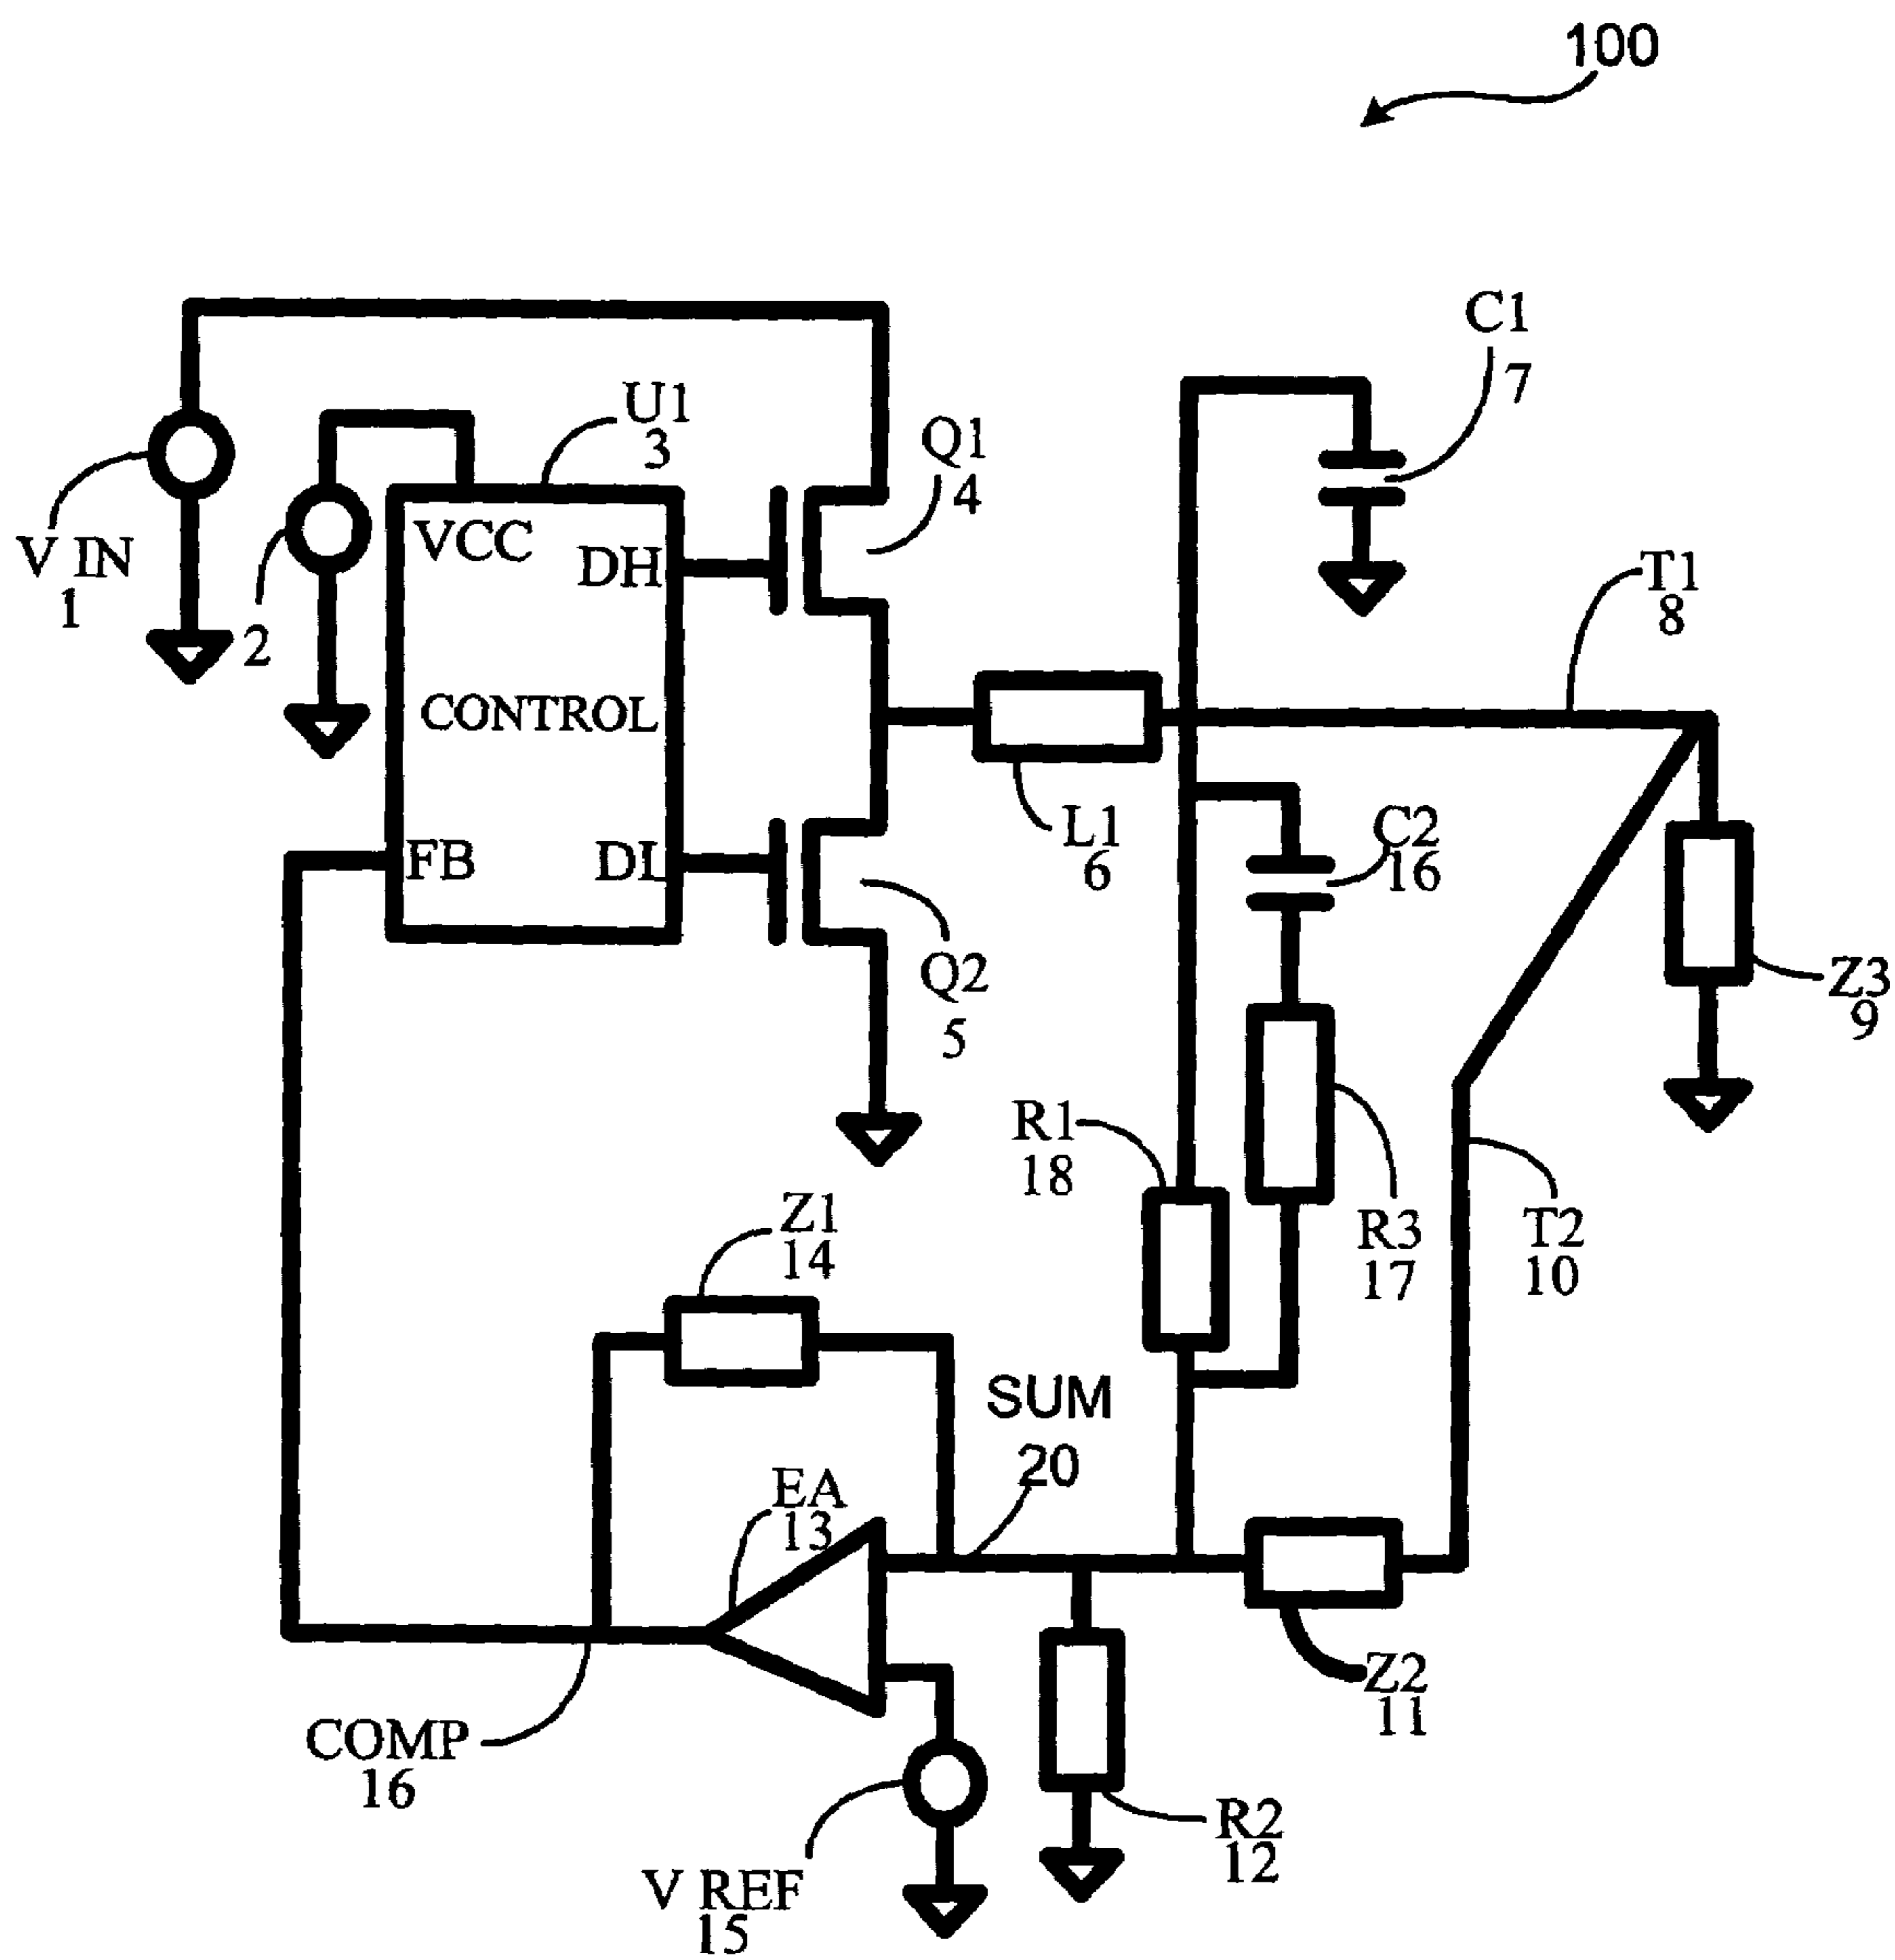 100
C1
7
U1
3
Q1
4
V IN
1
2
VCC
DH
T1
8
CONTROL
L1
6
C2
16
FB
DL
Q2
5
Z3
9
R1
18
Z1
14
R3
17
T2
10
SUM
20
EA
13
Z2
11
COMP
16
R2
12
V REF
15